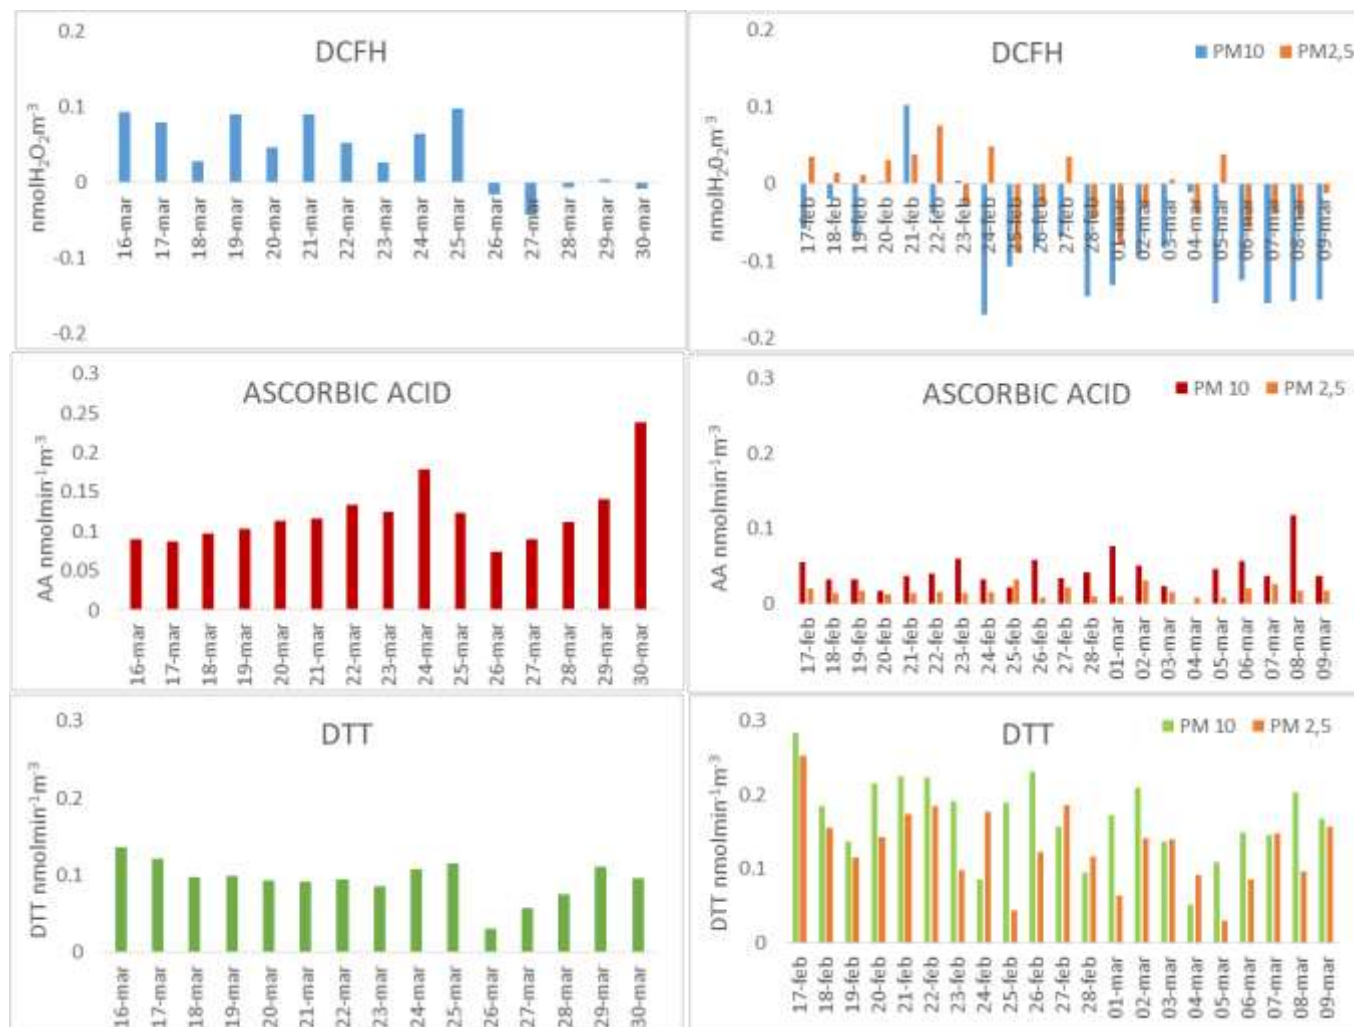 DCFH
0.2
0.1
0
-0.1
-0.2
nmolH₂O₂m⁻³
16-mar
17-mar
18-mar
19-mar
20-mar
21-mar
22-mar
23-mar
24-mar
25-mar
26-mar
27-mar
28-mar
29-mar
30-mar
DCFH
PM10 PM2,5
0.2
0.1
0
-0.1
-0.2
nmolH₂0₂m⁻³
17-feb
18-feb
19-feb
20-feb
21-feb
22-feb
23-feb
24-feb
25-feb
26-feb
27-feb
28-feb
01-mar
02-mar
03-mar
04-mar
05-mar
06-mar
07-mar
08-mar
09-mar
ASCORBIC ACID
0.3
0.25
0.2
0.15
0.1
0.05
0
AA nmolmin⁻¹m⁻³
16-mar
17-mar
18-mar
19-mar
20-mar
21-mar
22-mar
23-mar
24-mar
25-mar
26-mar
27-mar
28-mar
29-mar
30-mar
ASCORBIC ACID
PM 10 PM 2,5
0.3
0.2
0.1
0
AA nmolmin⁻¹m⁻³
17-feb
18-feb
19-feb
20-feb
21-feb
22-feb
23-feb
24-feb
25-feb
26-feb
27-feb
28-feb
01-mar
02-mar
03-mar
04-mar
05-mar
06-mar
07-mar
08-mar
09-mar
DTT
0.3
0.2
0.1
0
DTT nmolmin⁻¹m⁻³
16-mar
17-mar
18-mar
19-mar
20-mar
21-mar
22-mar
23-mar
24-mar
25-mar
26-mar
27-mar
28-mar
29-mar
30-mar
DTT
PM 10 PM 2,5
0.3
0.2
0.1
0
DTT nmolmin⁻¹m⁻³
17-feb
18-feb
19-feb
20-feb
21-feb
22-feb
23-feb
24-feb
25-feb
26-feb
27-feb
28-feb
01-mar
02-mar
03-mar
04-mar
05-mar
06-mar
07-mar
08-mar
09-mar